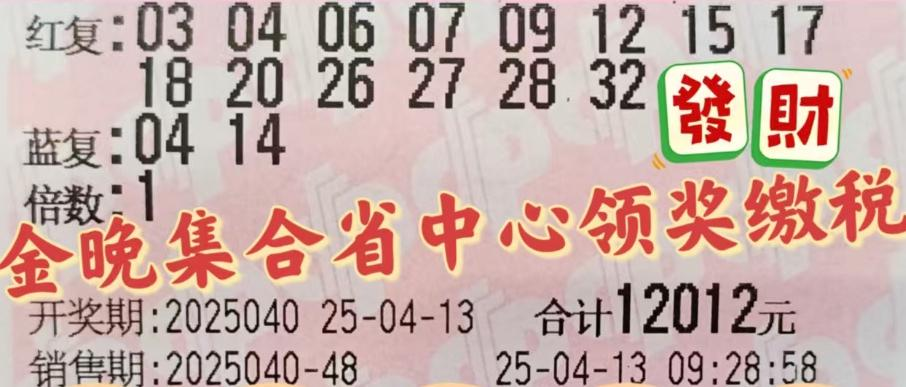 红复:03 04 06 07 09 12 15 17
18 20 26 27 28 32
發財
蓝复:04 14
倍数:1
金晚集合省中心领奖缴税
开奖期:2025040 25-04-13 合计12012元
销售期:2025040-48 25-04-13 09:28:58